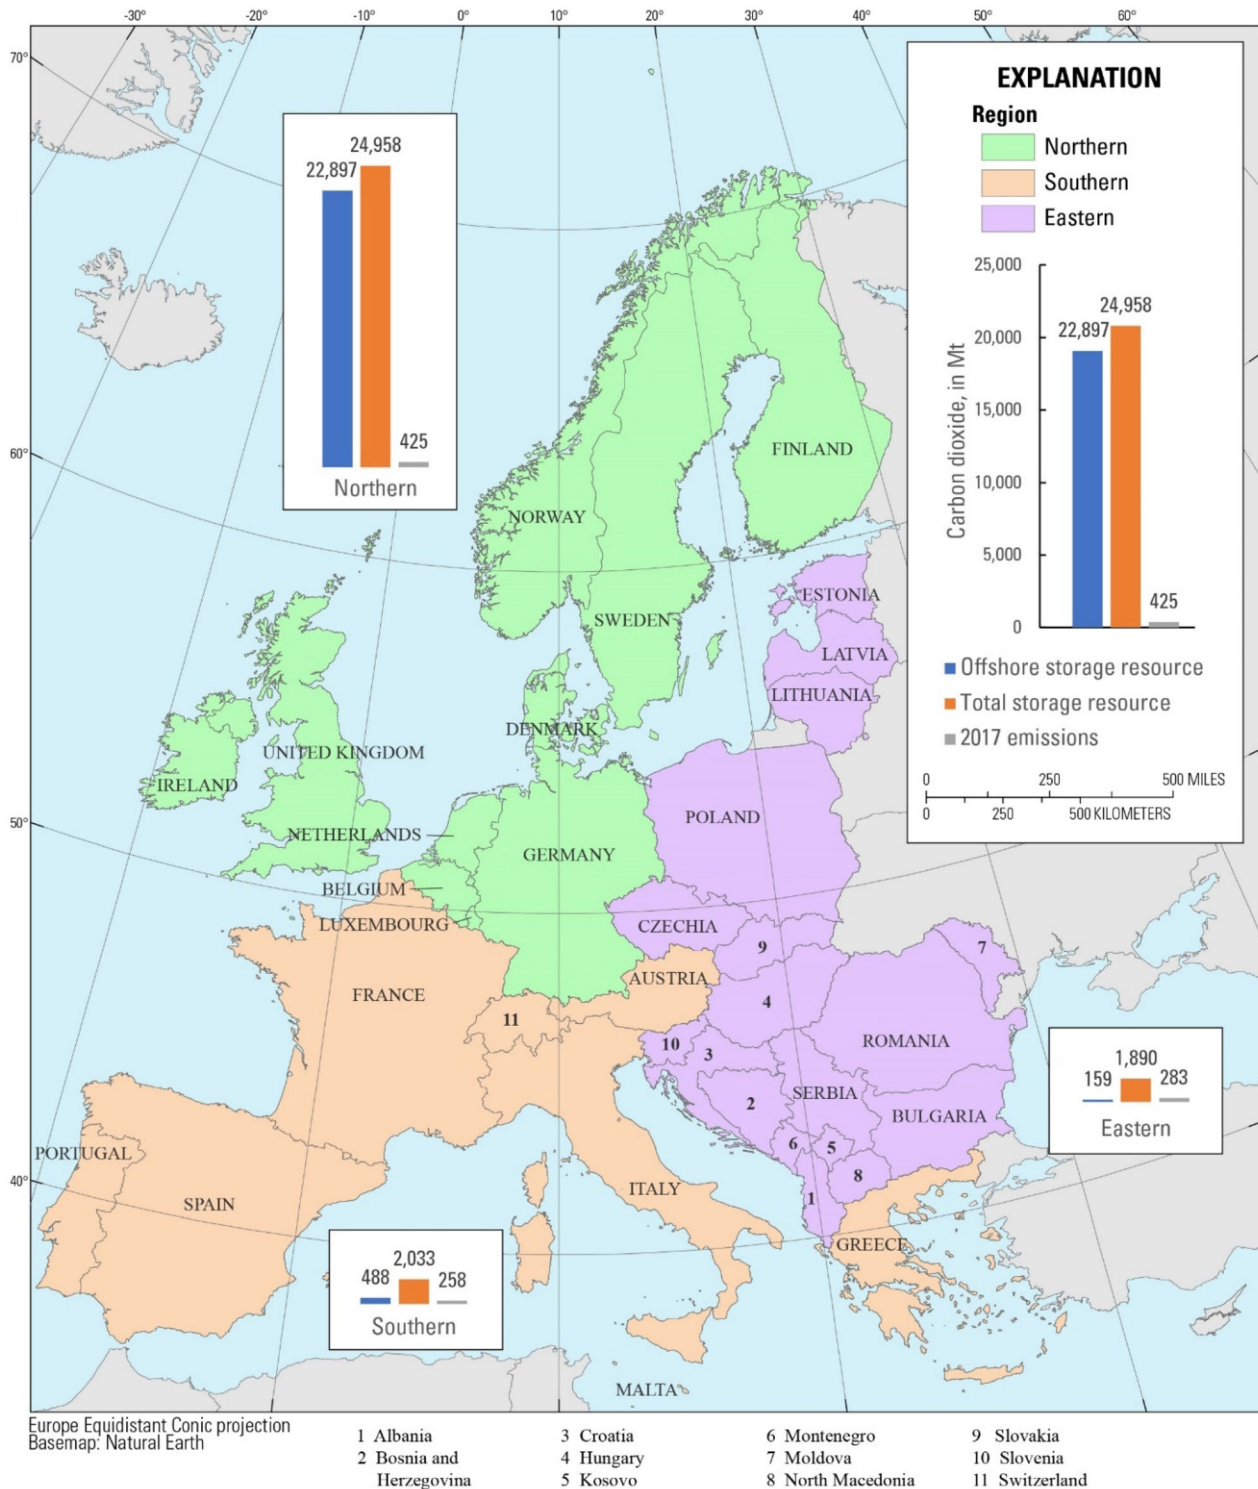 -30°
-20°
-10°
0°
10°
20°
30°
40°
50°
60°
70°
60°
50°
40°
EXPLANATION
Region
Northern
Southern
Eastern
25,000
20,000
15,000
10,000
5,000
0
Carbon dioxide, in Mt
22,897
24,958
425
Offshore storage resource
Total storage resource
2017 emissions
0 250 500 MILES
0 250 500 KILOMETERS
22,897
24,958
425
Northern
FINLAND
NORWAY
SWEDEN
ESTONIA
LATVIA
LITHUANIA
DENMARK
UNITED KINGDOM
IRELAND
NETHERLANDS
POLAND
GERMANY
BELGIUM
LUXEMBOURG
CZECHIA
9
7
AUSTRIA
FRANCE
11
4
10
3
ROMANIA
SERBIA
2
BULGARIA
6
5
8
1
PORTUGAL
SPAIN
ITALY
GREECE
MALTA
159
1,890
283
Eastern
488
2,033
258
Southern
Europe Equidistant Conic projection
Basemap: Natural Earth
1 Albania
2 Bosnia and
Herzegovina
3 Croatia
4 Hungary
5 Kosovo
6 Montenegro
7 Moldova
8 North Macedonia
9 Slovakia
10 Slovenia
11 Switzerland